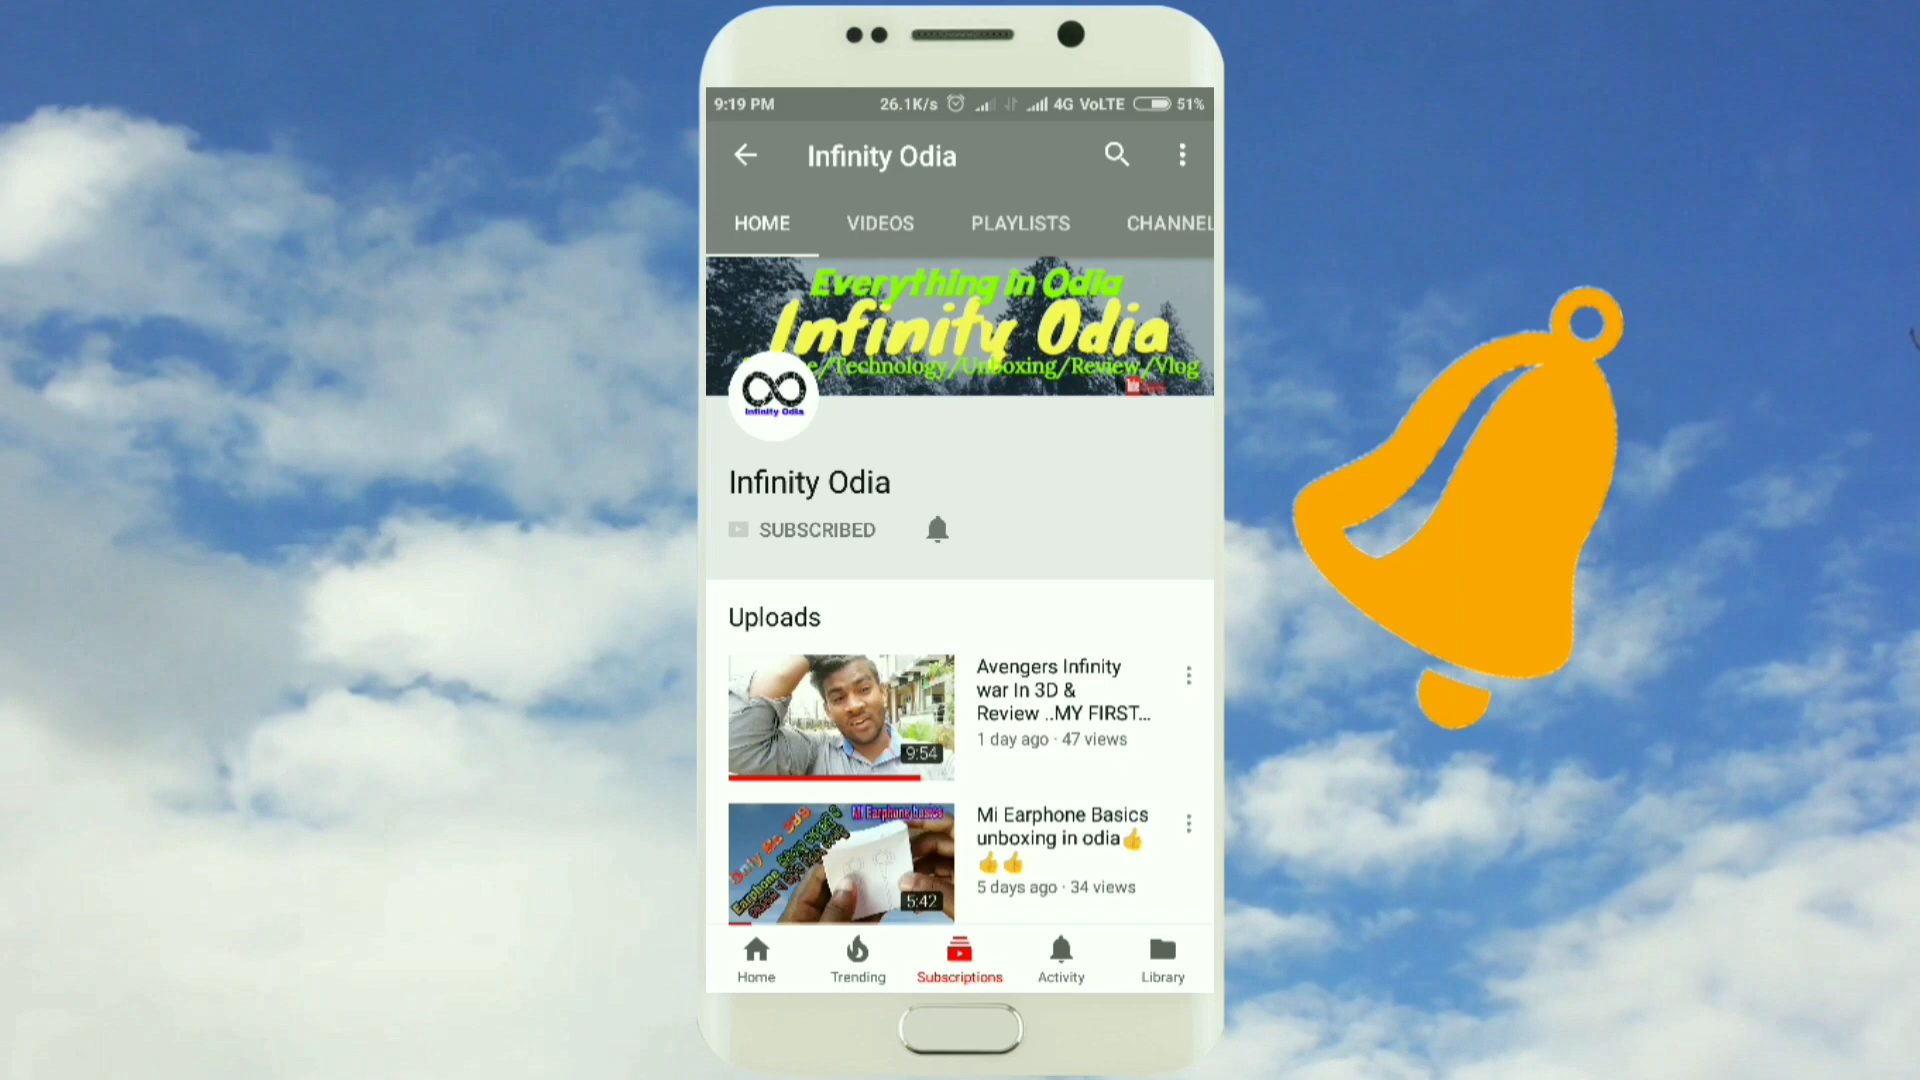 9:19 PM 26.1K/s 4G VoLTE 51%
Infinity Odia
HOME VIDEOS PLAYLISTS CHANNEL
Everything in Odia
Infinity Odia
e/Technology/Unboxing/Review/Vlog
Infinity Odia
Infinity Odia
SUBSCRIBED
Uploads
Avengers Infinity
war In 3D &
Review ..MY FIRST...
1 day ago · 47 views
9:54
Mi Earphone basics
Earphone
5:42
Mi Earphone Basics
unboxing in odia👍
👍👍
5 days ago · 34 views
Home Trending Subscriptions Activity Library